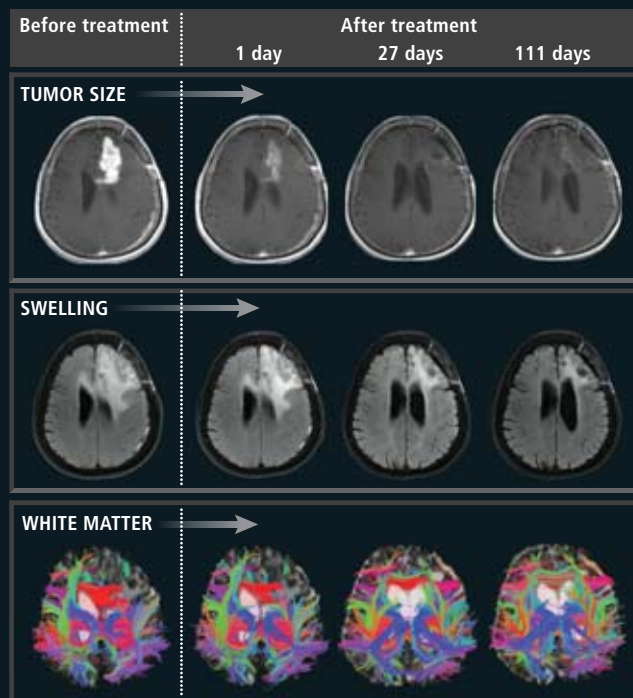 Before treatment
After treatment
1 day 27 days 111 days
TUMOR SIZE
SWELLING
WHITE MATTER